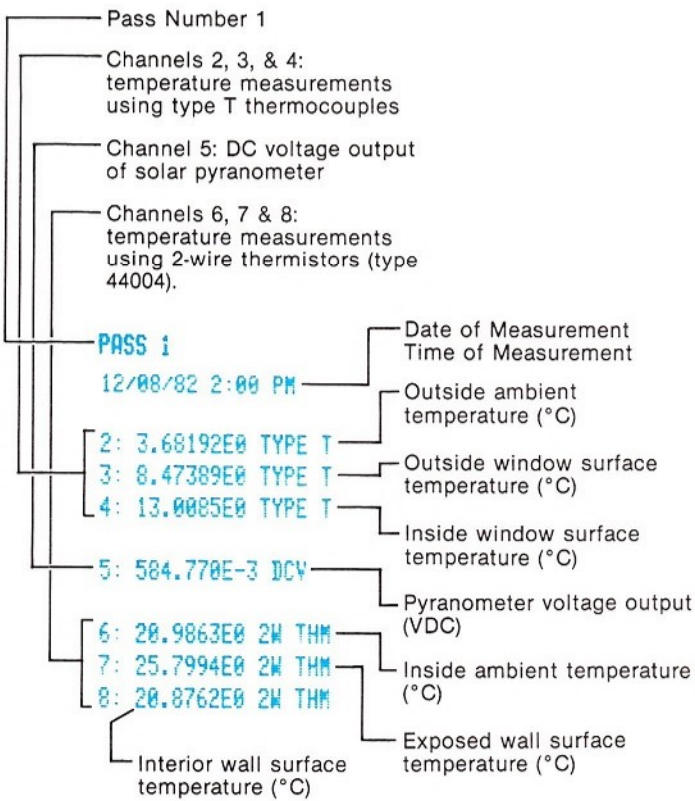 Pass Number 1
Channels 2, 3, & 4:
temperature measurements
using type T thermocouples
Channel 5: DC voltage output
of solar pyranometer
Channels 6, 7 & 8:
temperature measurements
using 2-wire thermistors (type
44004).
PASS 1
12/08/82 2:00 PM
Date of Measurement
Time of Measurement
2: 3.68192E0 TYPE T
3: 8.47389E0 TYPE T
4: 13.0085E0 TYPE T
Outside ambient
temperature (°C)
Outside window surface
temperature (°C)
Inside window surface
temperature (°C)
5: 584.770E-3 DCV
Pyranometer voltage output
(VDC)
6: 20.9863E0 2W THM
7: 25.7994E0 2W THM
8: 20.8762E0 2W THM
Inside ambient temperature
(°C)
Exposed wall surface
temperature (°C)
Interior wall surface
temperature (°C)